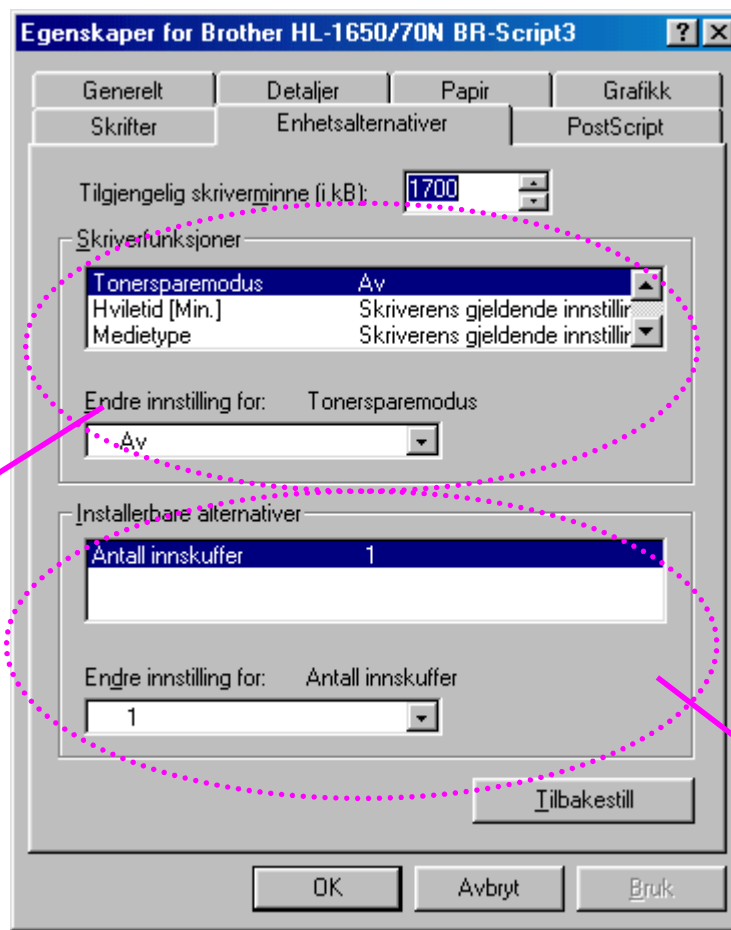 Egenskaper for Brother HL-1650/70N BR-Script3
Generelt Detaljer Papir Grafikk
Skrifter Enhetsalternativer PostScript
Tilgjengelig skriverminne (i kB): 1700
Skriverfunksjoner
Tonersparemodus Av
Hviletid [Min.] Skriverens gjeldende innstillir
Medietype Skriverens gjeldende innstillir
Endre innstilling for: Tonersparemodus
Av
Installerbare alternativer
Antall innskuffer 1
Endre innstilling for: Antall innskuffer
1
Tilbakestill
OK Avbryt Bruk